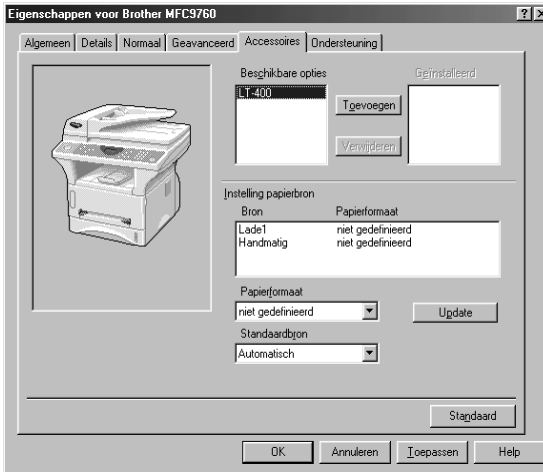 Eigenschappen voor Brother MFC9760
Algemeen Details Normaal Geavanceerd Accessoires Ondersteuning
Beschikbare opties
Geïnstalleerd
LT-400
Toevoegen
Verwijderen
Instelling papierbron
Bron Papierformaat
Lade1 niet gedefinieerd
Handmatig niet gedefinieerd
Papierformaat
niet gedefinieerd
Update
Standaardbron
Automatisch
Standaard
OK Annuleren Toepassen Help